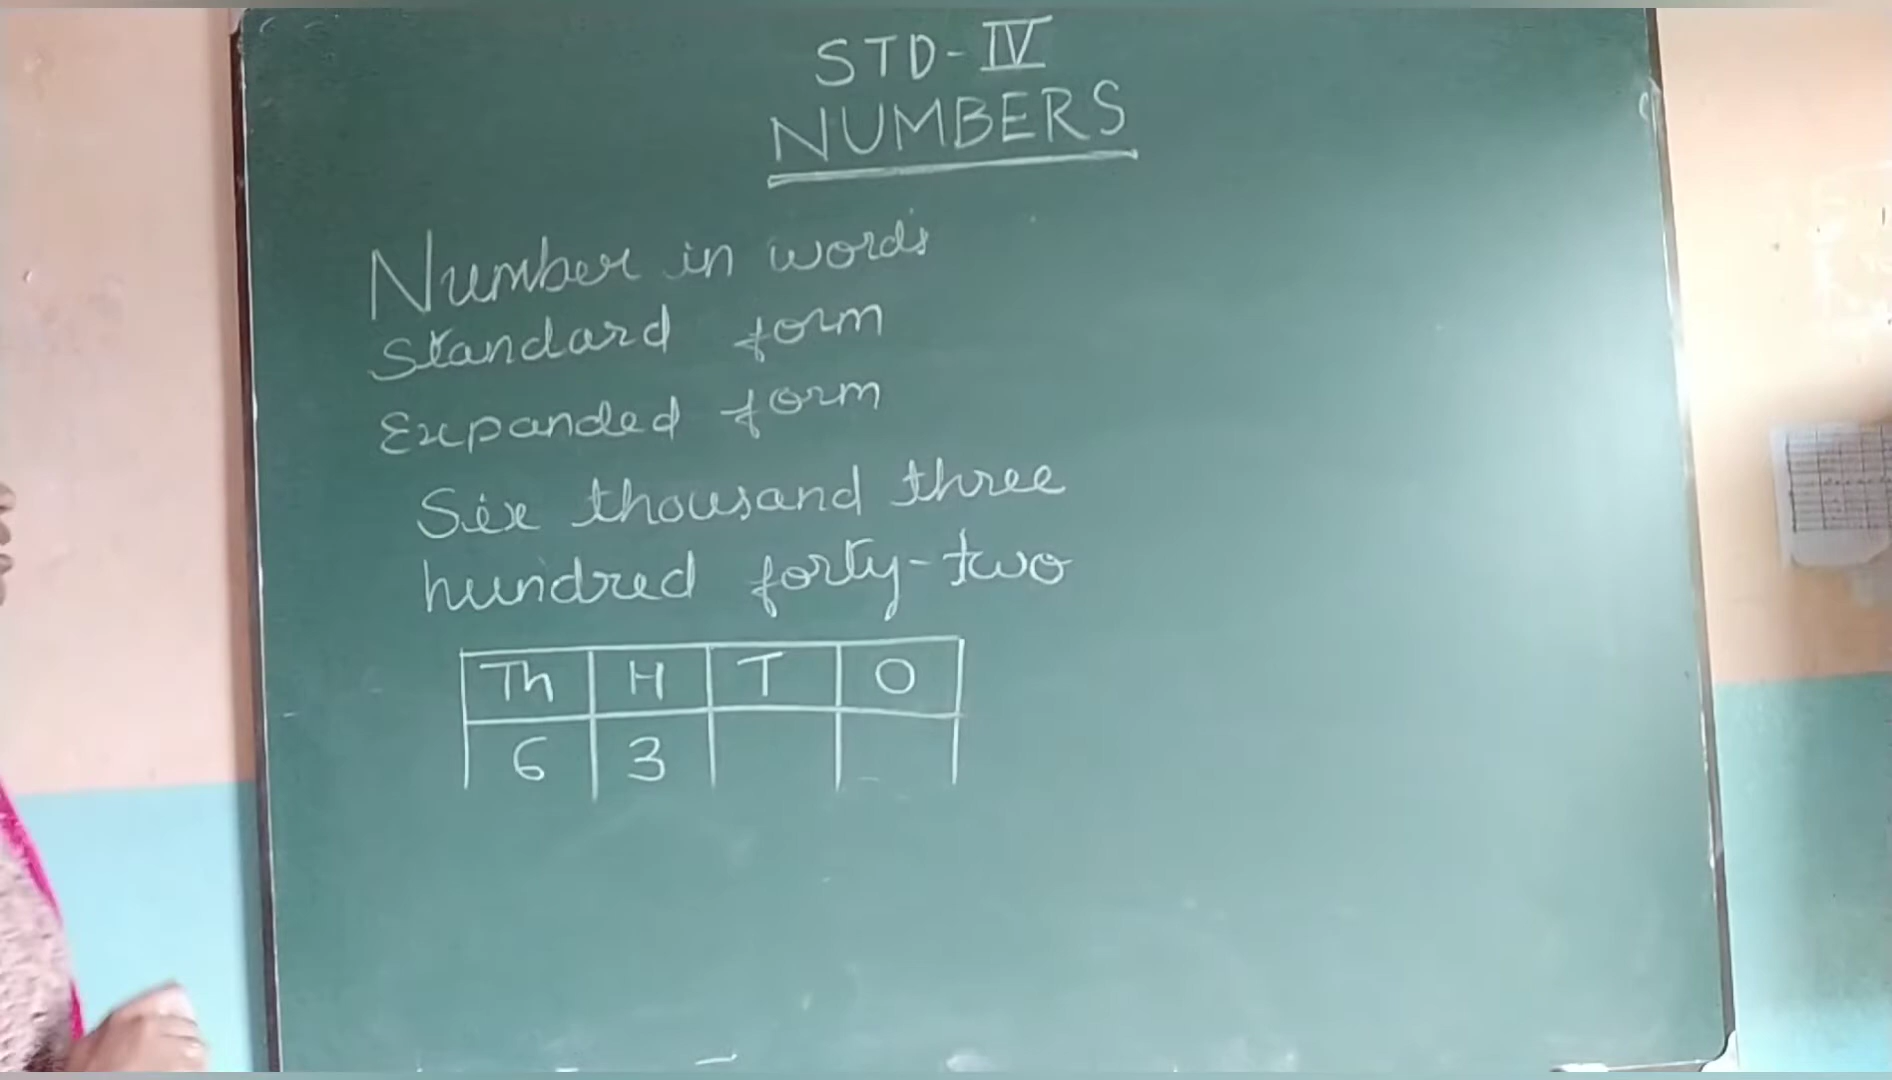 STD-IV
NUMBERS
Number in words
Standard form
Expanded form
Six thousand three
hundred forty-two
Th H T O
6 3